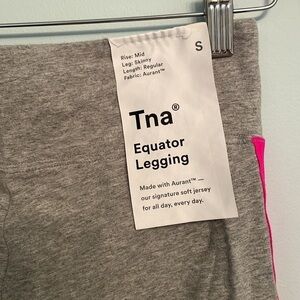 Rise: Mid
Leg: Skinny
Length: Regular
Fabric: Aurant™
S
Tna®
Equator
Legging
Made with Aurant™ —
our signature soft jersey
for all day, every day.